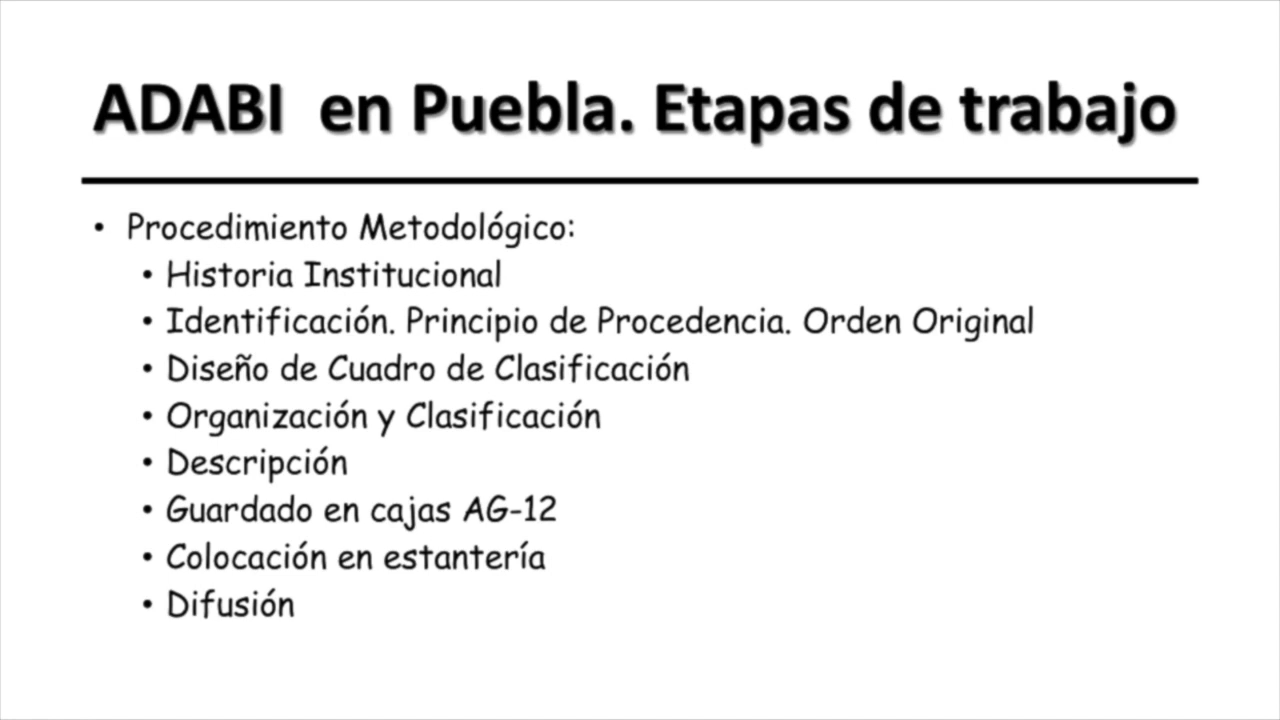 ADABI en Puebla. Etapas de trabajo
• Procedimiento Metodológico:
• Historia Institucional
• Identificación. Principio de Procedencia. Orden Original
• Diseño de Cuadro de Clasificación
• Organización y Clasificación
• Descripción
• Guardado en cajas AG-12
• Colocación en estantería
• Difusión